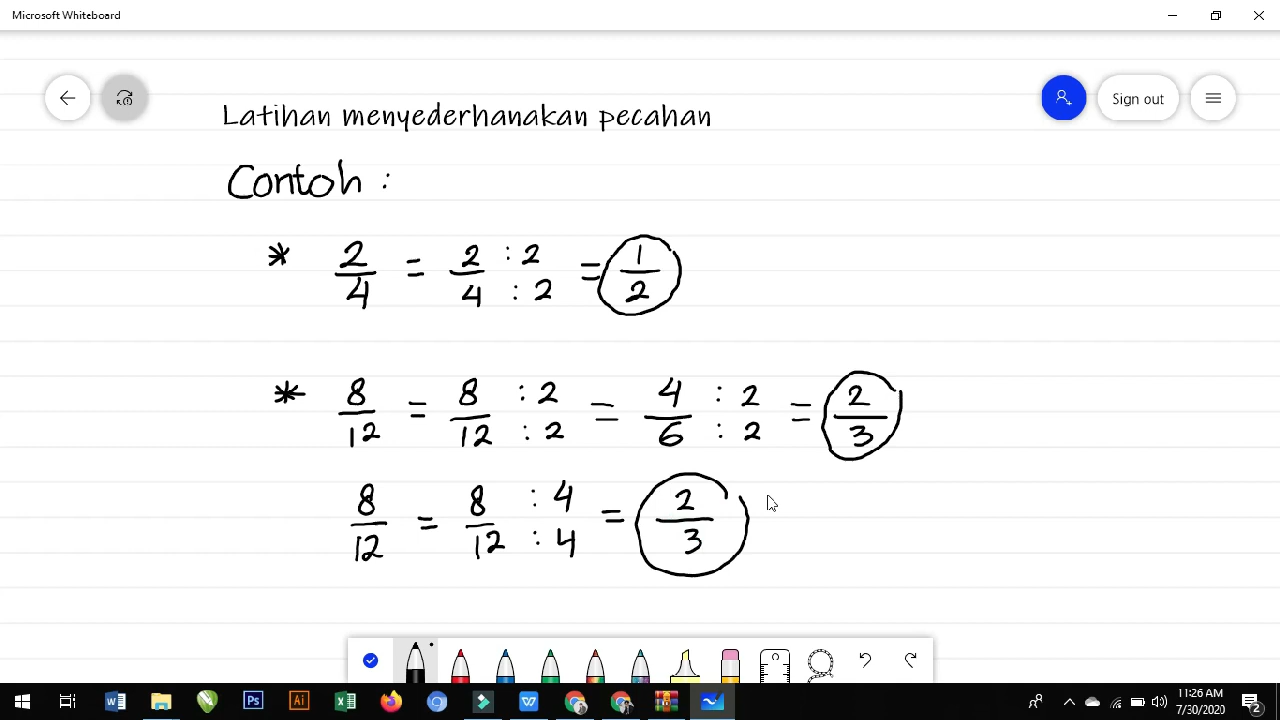 Microsoft Whiteboard
Sign out
Latihan menyederhanakan pecahan
Contoh :
* 2/4 = 2 : 2 / 4 : 2 = 1/2
* 8/12 = 8 : 2 / 12 : 2 = 4 : 2 / 6 : 2 = 2/3
8/12 = 8 : 4 / 12 : 4 = 2/3
11:26 AM
7/30/2020
2